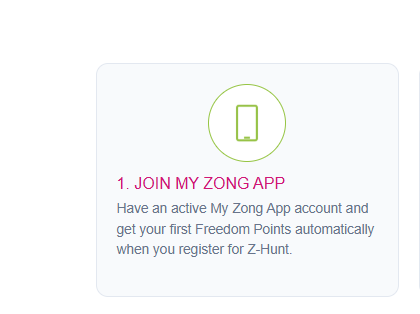 1. JOIN MY ZONG APP
Have an active My Zong App account and
get your first Freedom Points automatically
when you register for Z-Hunt.